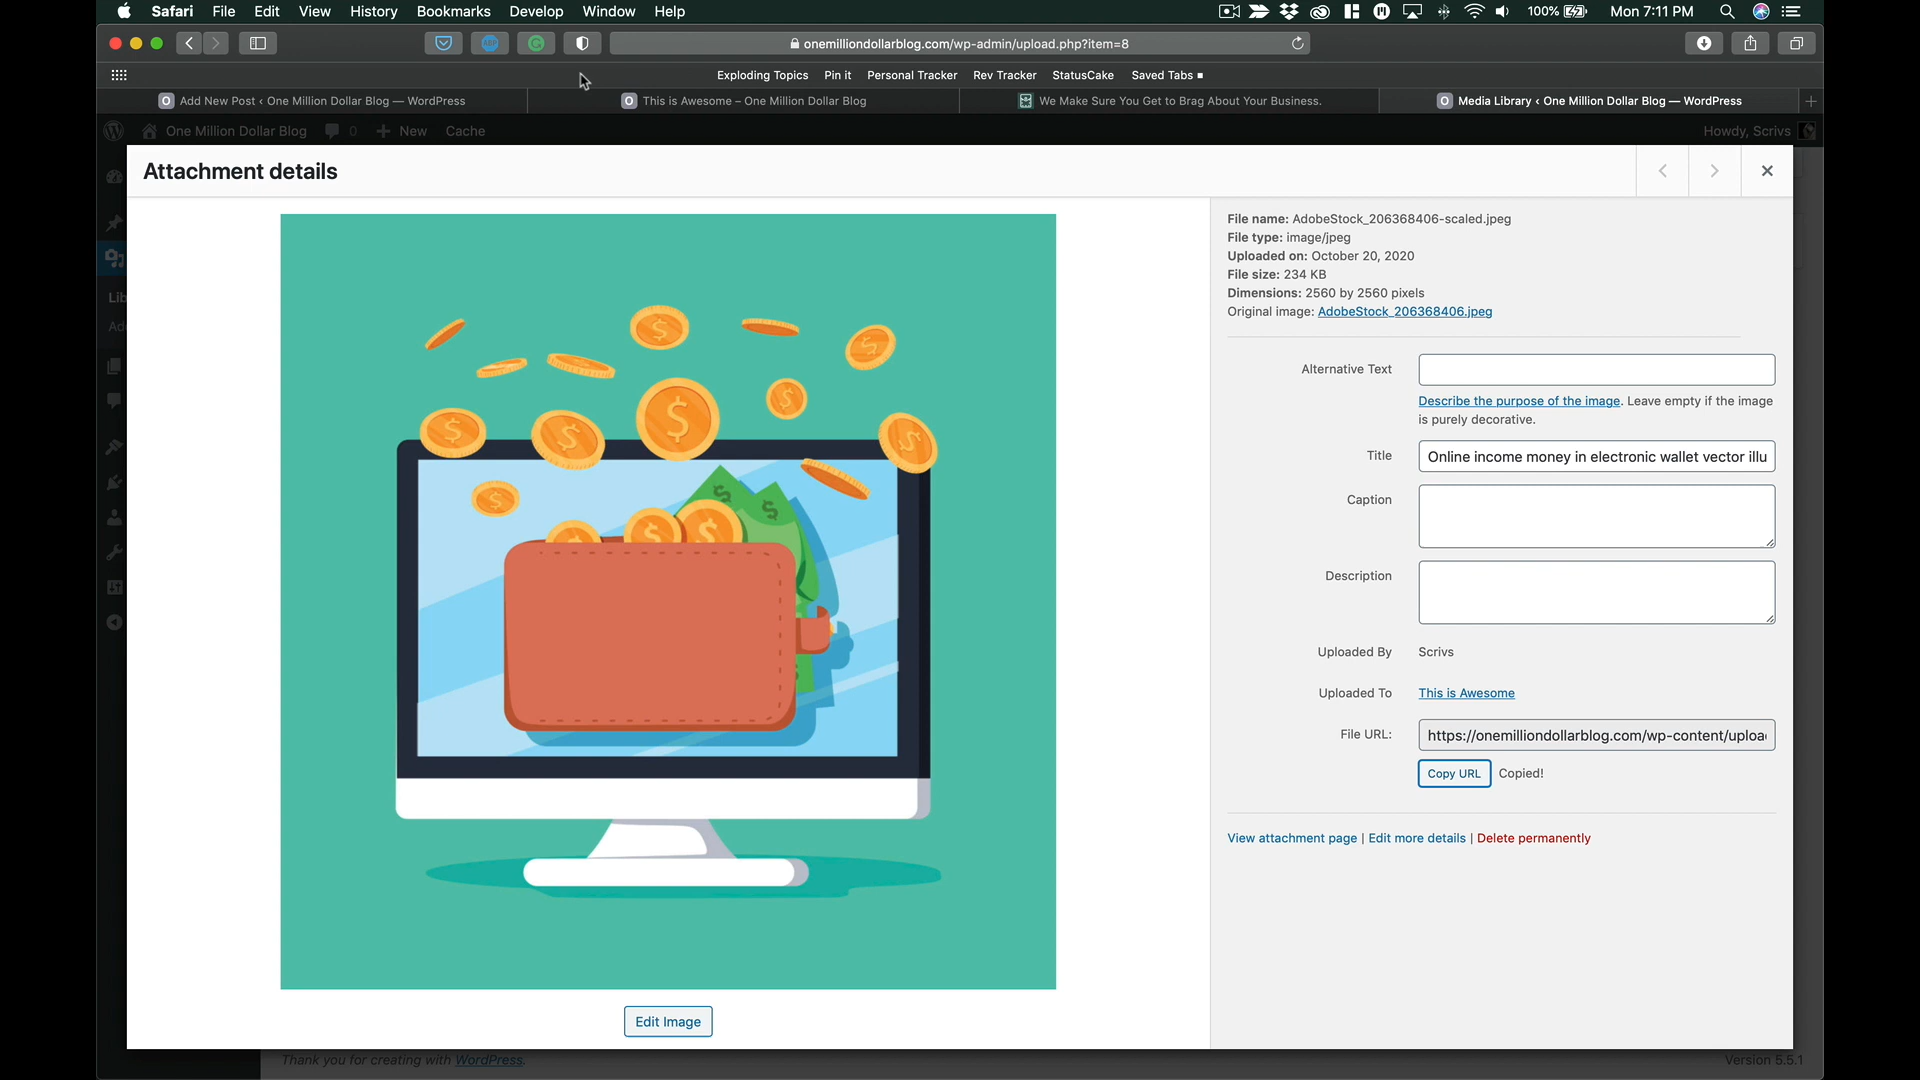 Safari File Edit View History Bookmarks Develop Window Help 100% Mon 7:11 PM
onemilliondollarblog.com/wp-admin/upload.php?item=8
Exploding Topics Pin it Personal Tracker Rev Tracker StatusCake Saved Tabs
Add New Post ‹ One Million Dollar Blog — WordPress
This is Awesome – One Million Dollar Blog
We Make Sure You Get to Brag About Your Business.
Media Library ‹ One Million Dollar Blog — WordPress
One Million Dollar Blog 0 New Cache Howdy, Scrivs
Attachment details
File name: AdobeStock_206368406-scaled.jpeg
File type: image/jpeg
Uploaded on: October 20, 2020
File size: 234 KB
Dimensions: 2560 by 2560 pixels
Original image: AdobeStock_206368406.jpeg
Alternative Text
Describe the purpose of the image. Leave empty if the image
is purely decorative.
Title Online income money in electronic wallet vector illu
Caption
Description
Uploaded By Scrivs
Uploaded To This is Awesome
File URL: https://onemilliondollarblog.com/wp-content/uploa
Copy URL Copied!
View attachment page | Edit more details | Delete permanently
Edit Image
Thank you for creating with WordPress.
Version 5.5.1